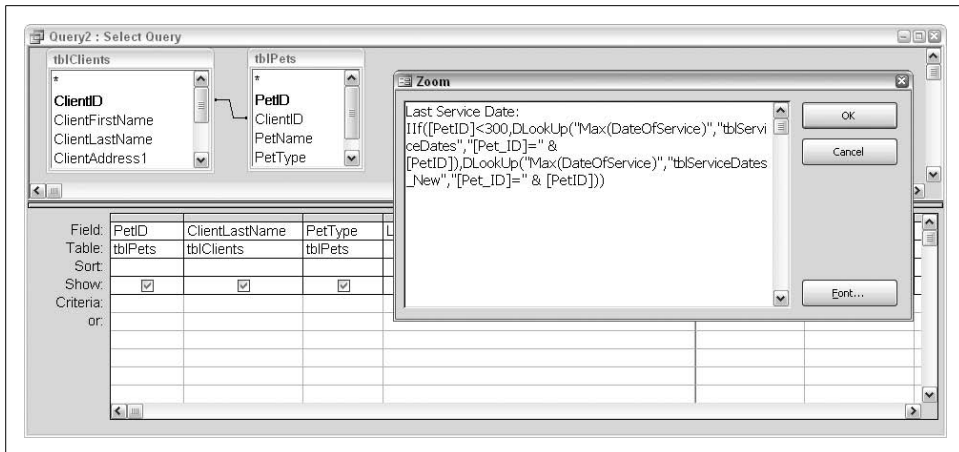 Query2 : Select Query
tblClients
*
ClientID
ClientFirstName
ClientLastName
ClientAddress1
tblPets
*
PetID
ClientID
PetName
PetType
Zoom
Last Service Date:
IIf([PetID]<300,DLookUp("Max(DateOfService)","tblServi
ceDates","[Pet_ID]=" &
[PetID]),DLookUp("Max(DateOfService)","tblServiceDates
_New","[Pet_ID]=" & [PetID]))
OK
Cancel
Font...
Field: PetID ClientLastName PetType L
Table: tblPets tblClients tblPets
Sort:
Show:
Criteria:
or: